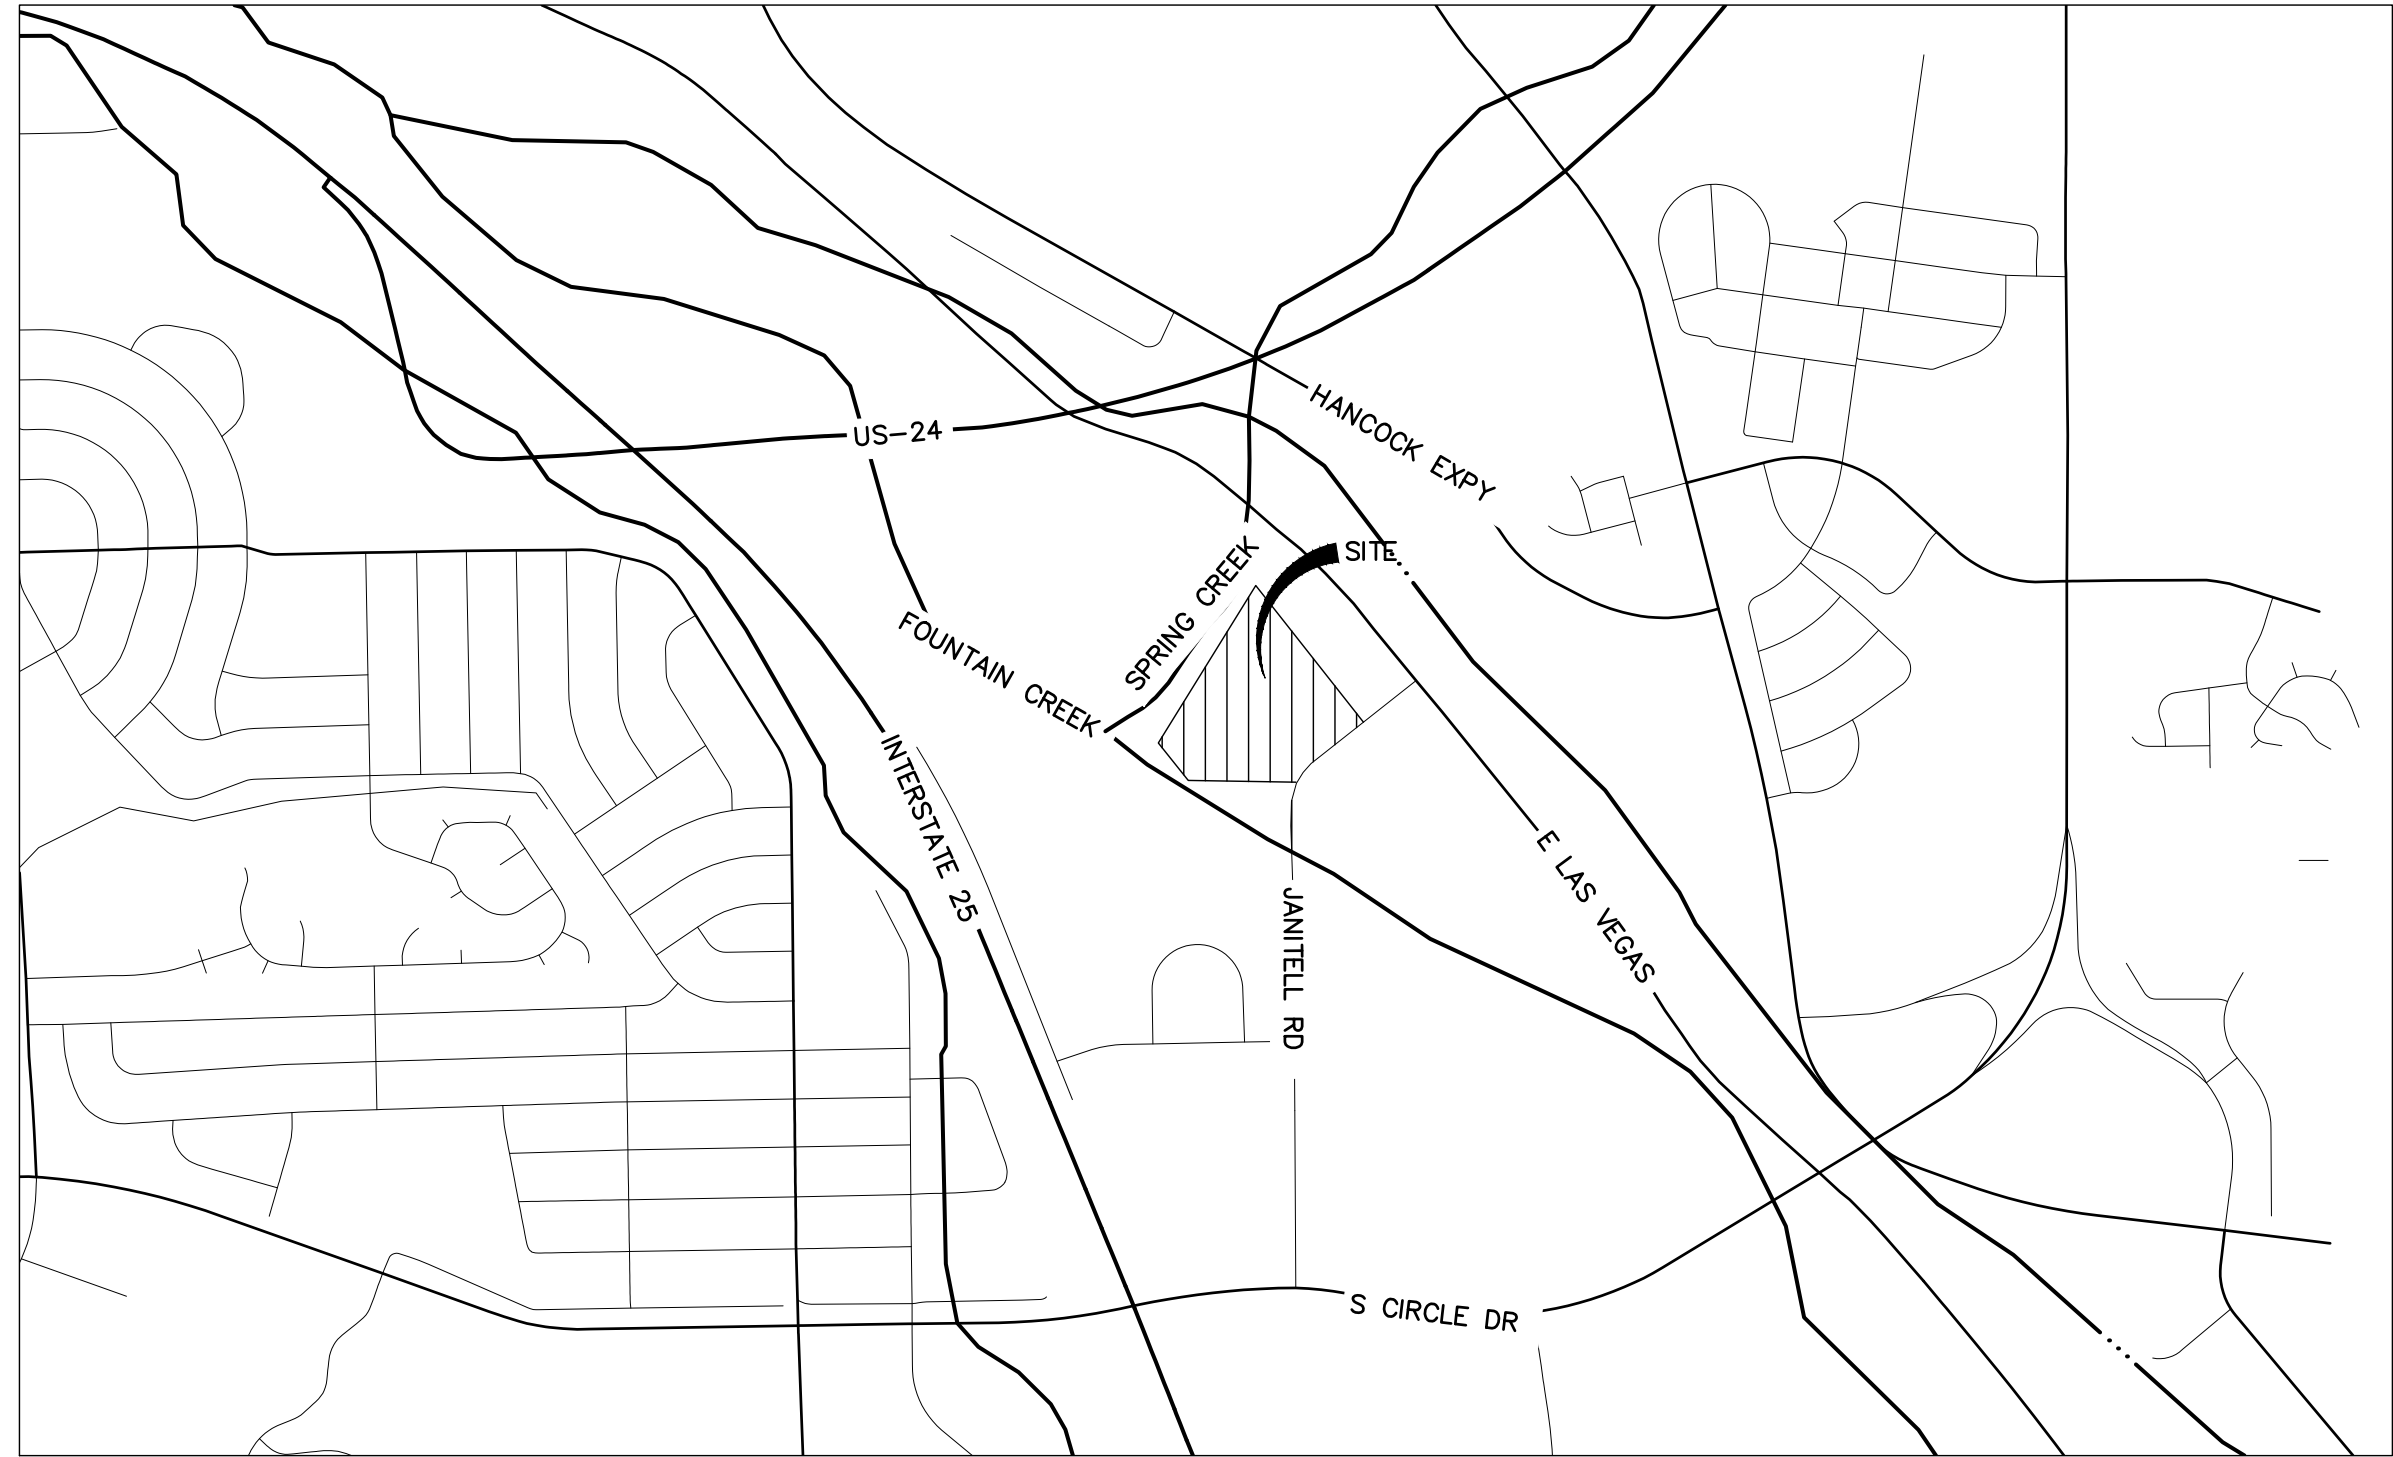 HANCOCK EXPY
US-24
SITE
SPRING CREEK
FOUNTAIN CREEK
INTERSTATE 25
E LAS VEGAS
JANITELL RD
S CIRCLE DR